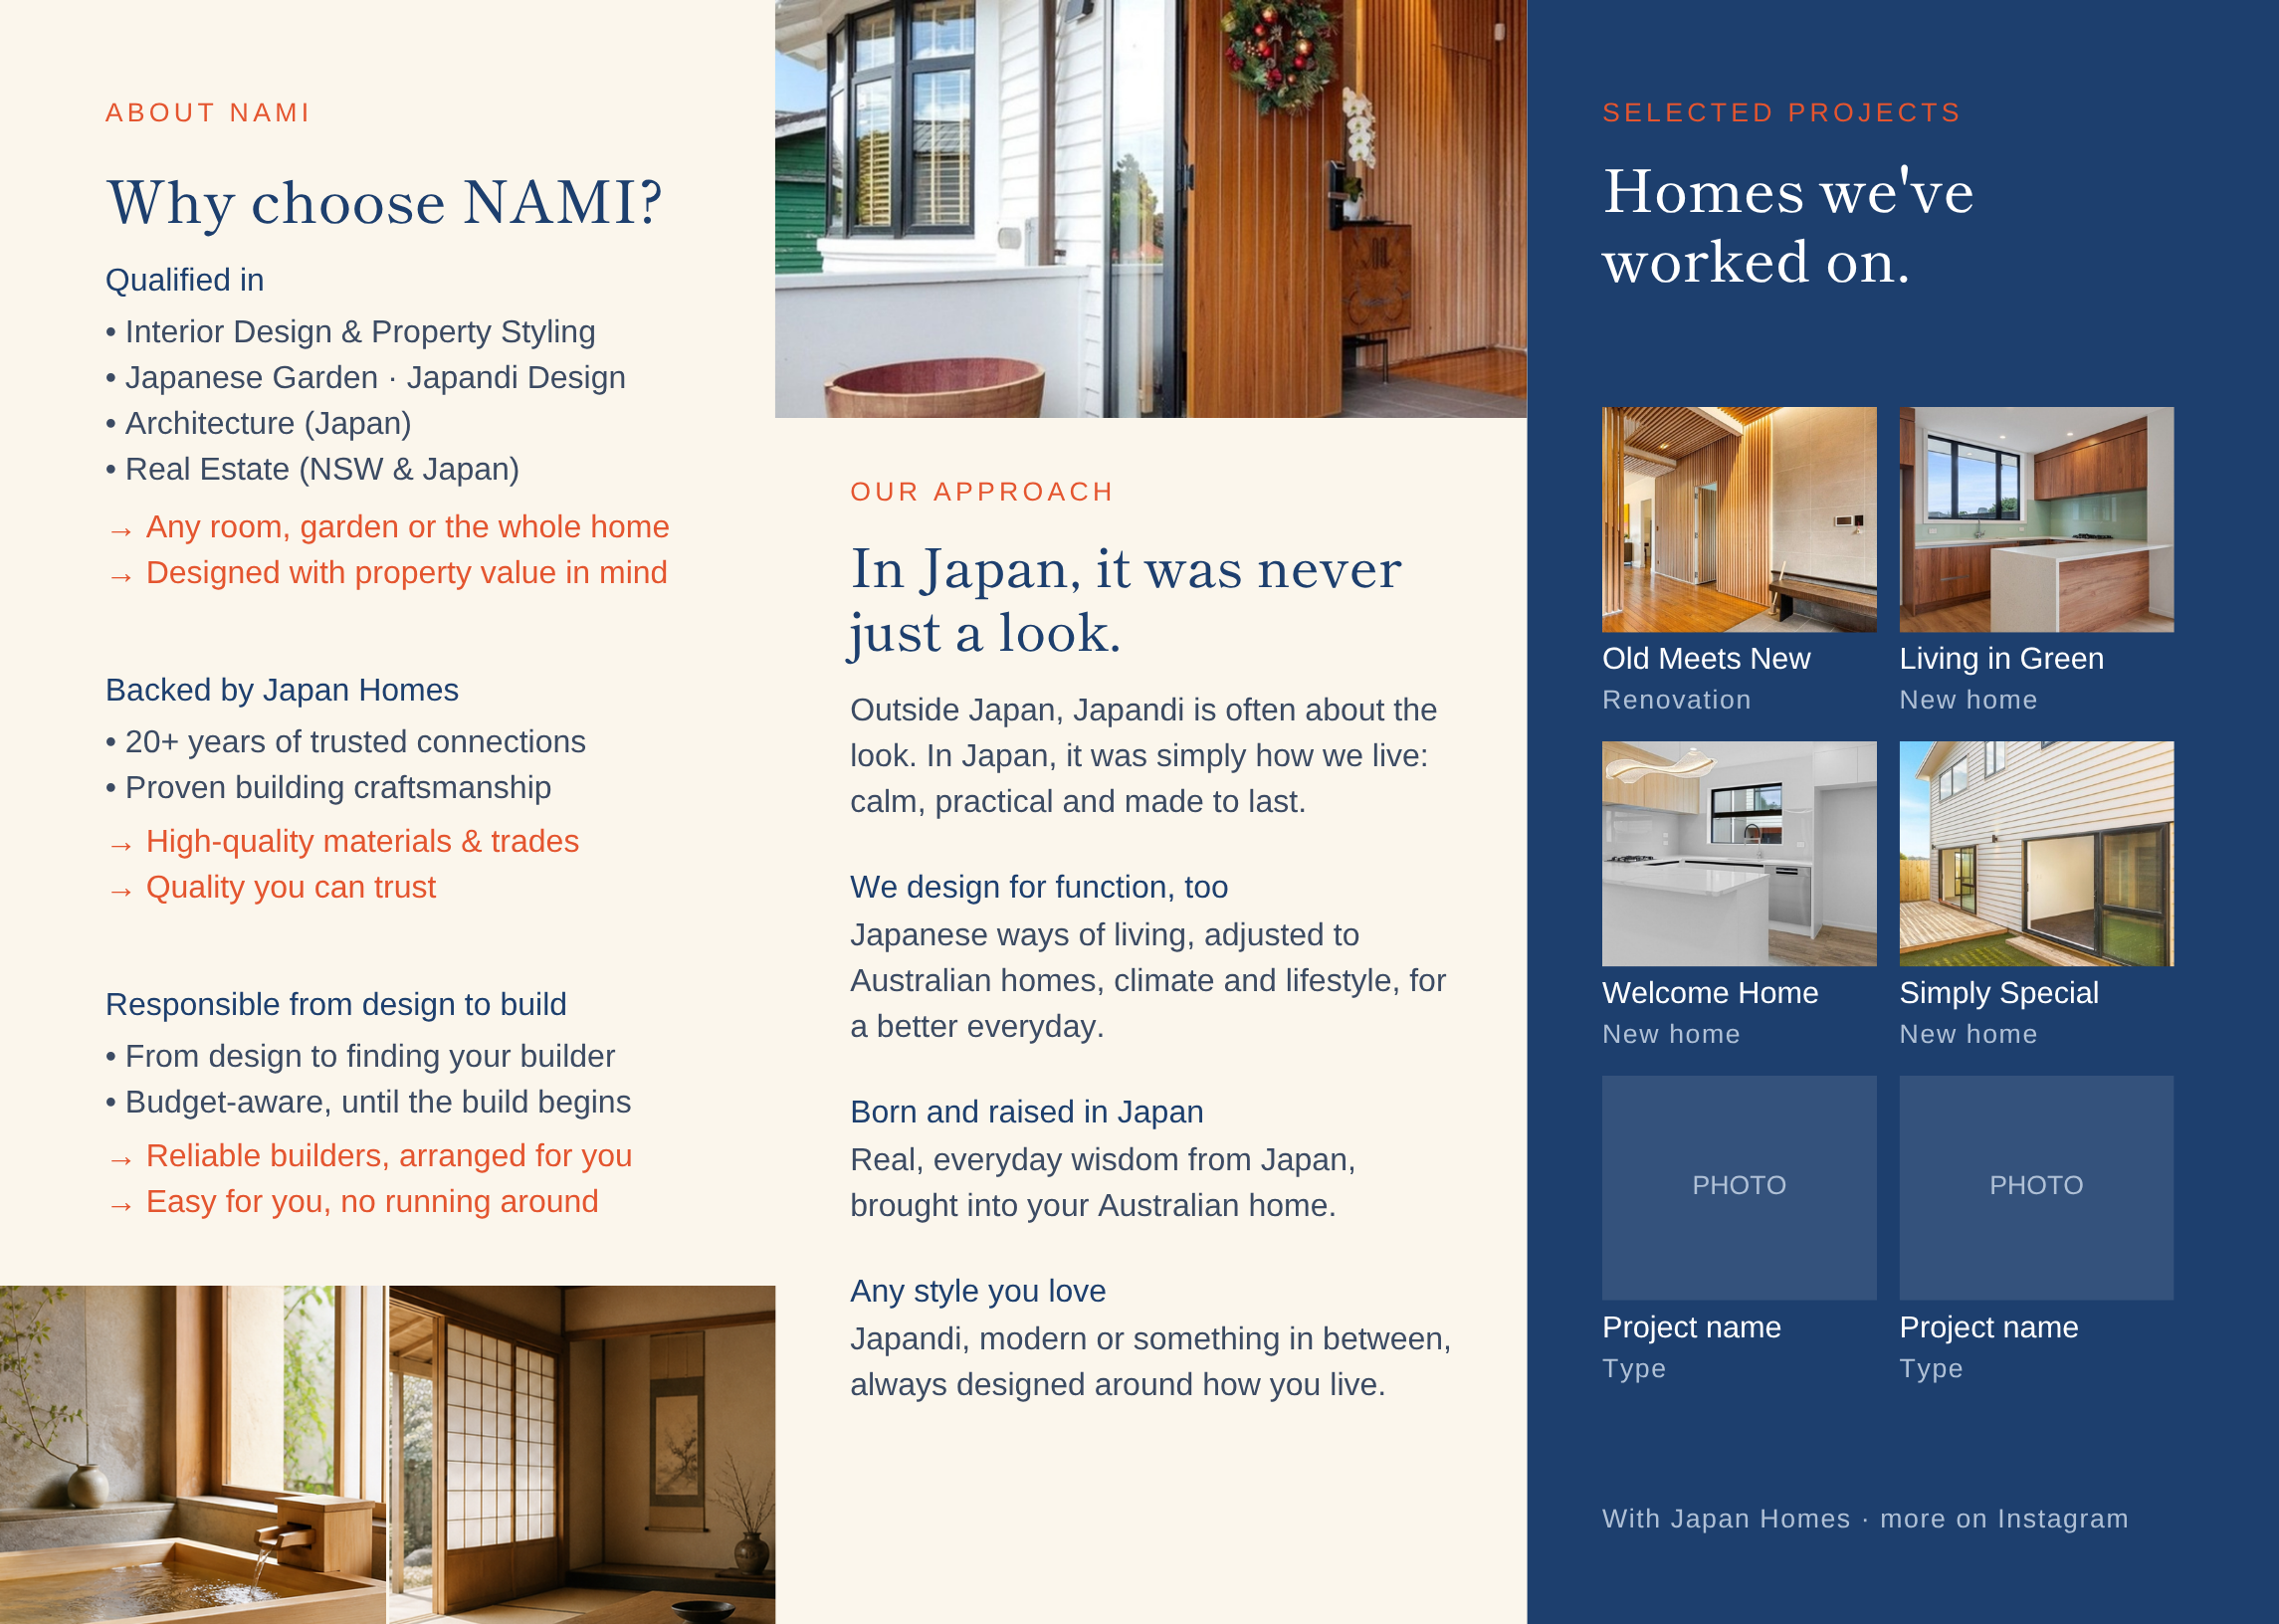 ABOUT NAMI
Why choose NAMI?
Qualified in
• Interior Design & Property Styling
• Japanese Garden · Japandi Design
• Architecture (Japan)
• Real Estate (NSW & Japan)
→ Any room, garden or the whole home
→ Designed with property value in mind
Backed by Japan Homes
• 20+ years of trusted connections
• Proven building craftsmanship
→ High-quality materials & trades
→ Quality you can trust
Responsible from design to build
• From design to finding your builder
• Budget-aware, until the build begins
→ Reliable builders, arranged for you
→ Easy for you, no running around
OUR APPROACH
In Japan, it was never
just a look.
Outside Japan, Japandi is often about the
look. In Japan, it was simply how we live:
calm, practical and made to last.
We design for function, too
Japanese ways of living, adjusted to
Australian homes, climate and lifestyle, for
a better everyday.
Born and raised in Japan
Real, everyday wisdom from Japan,
brought into your Australian home.
Any style you love
Japandi, modern or something in between,
always designed around how you live.
SELECTED PROJECTS
Homes we've
worked on.
Old Meets New
Renovation
Living in Green
New home
Welcome Home
New home
Simply Special
New home
PHOTO
Project name
Type
PHOTO
Project name
Type
With Japan Homes · more on Instagram